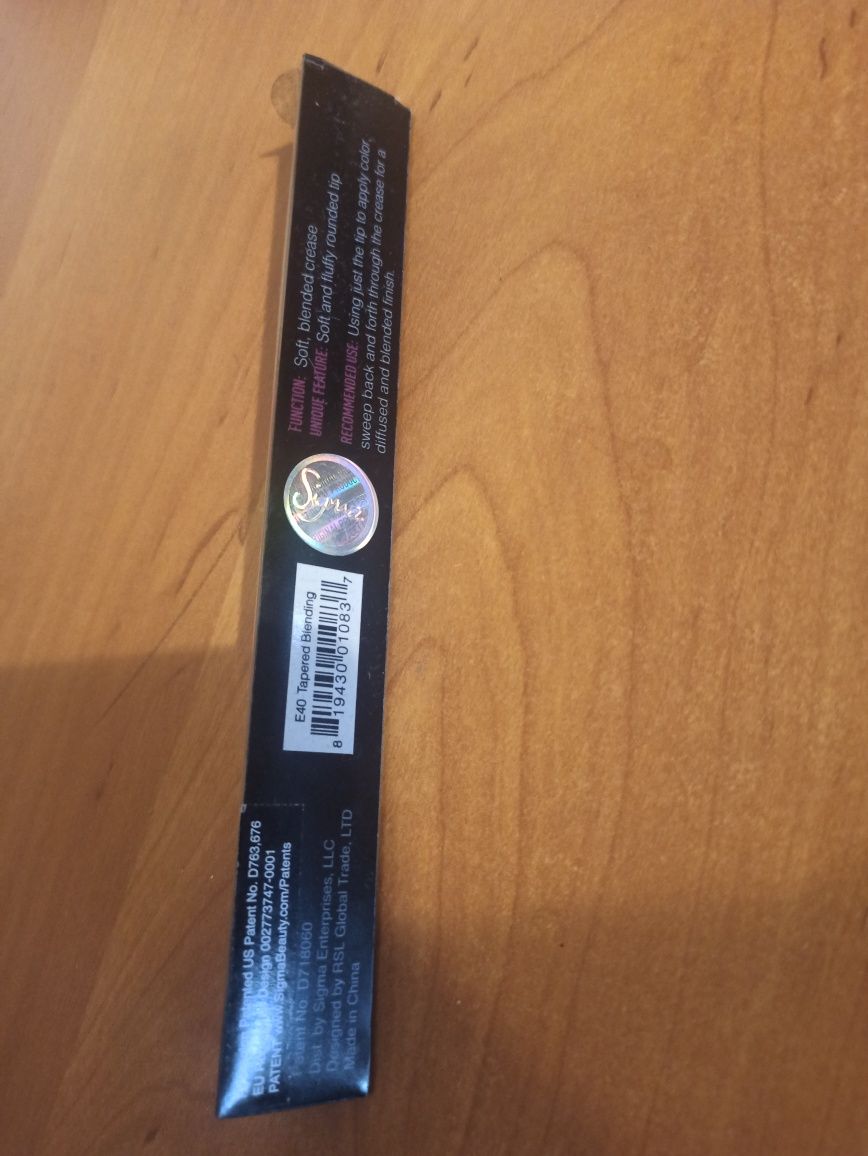 FUNCTION: Soft, blended crease
UNIQUE FEATURE: Soft and fluffy rounded tip
RECOMMENDED USE: Using just the tip to apply color,
sweep back and forth through the crease for a
diffused and blended finish.
Sigma
E40 Tapered Blending
8 19430 01083 7
Patented US Patent No. D763,676
EU Design 002773747-0001
PATENT www.SigmaBeauty.com/Patents
Patent No. D718060
Dist. by Sigma Enterprises, LLC
Designed by RSL Global Trade, LTD
Made in China